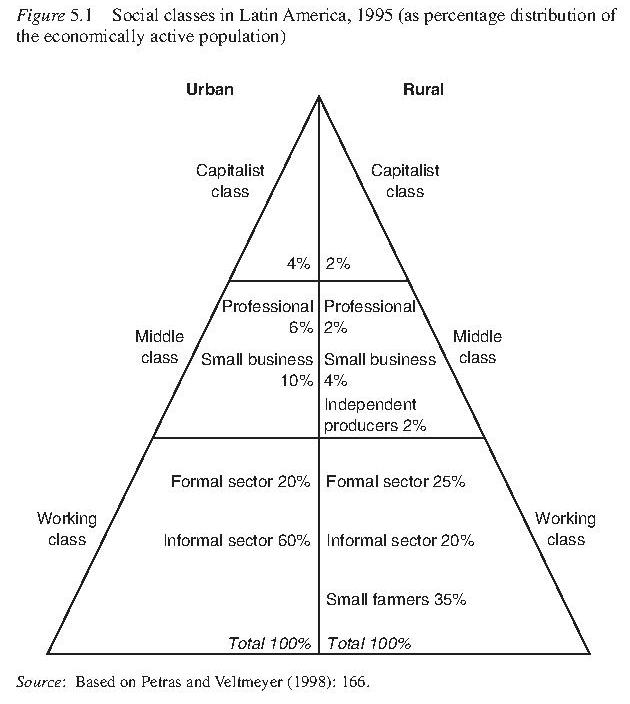 Figure 5.1 Social classes in Latin America, 1995 (as percentage distribution of
the economically active population)
Urban Rural
Capitalist
class
Capitalist
class
4% 2%
Professional
6%
Professional
2%
Middle
class
Middle
class
Small business
10%
Small business
4%
Independent
producers 2%
Formal sector 20% Formal sector 25%
Working
class
Working
class
Informal sector 60% Informal sector 20%
Small farmers 35%
Total 100% Total 100%
Source: Based on Petras and Veltmeyer (1998): 166.